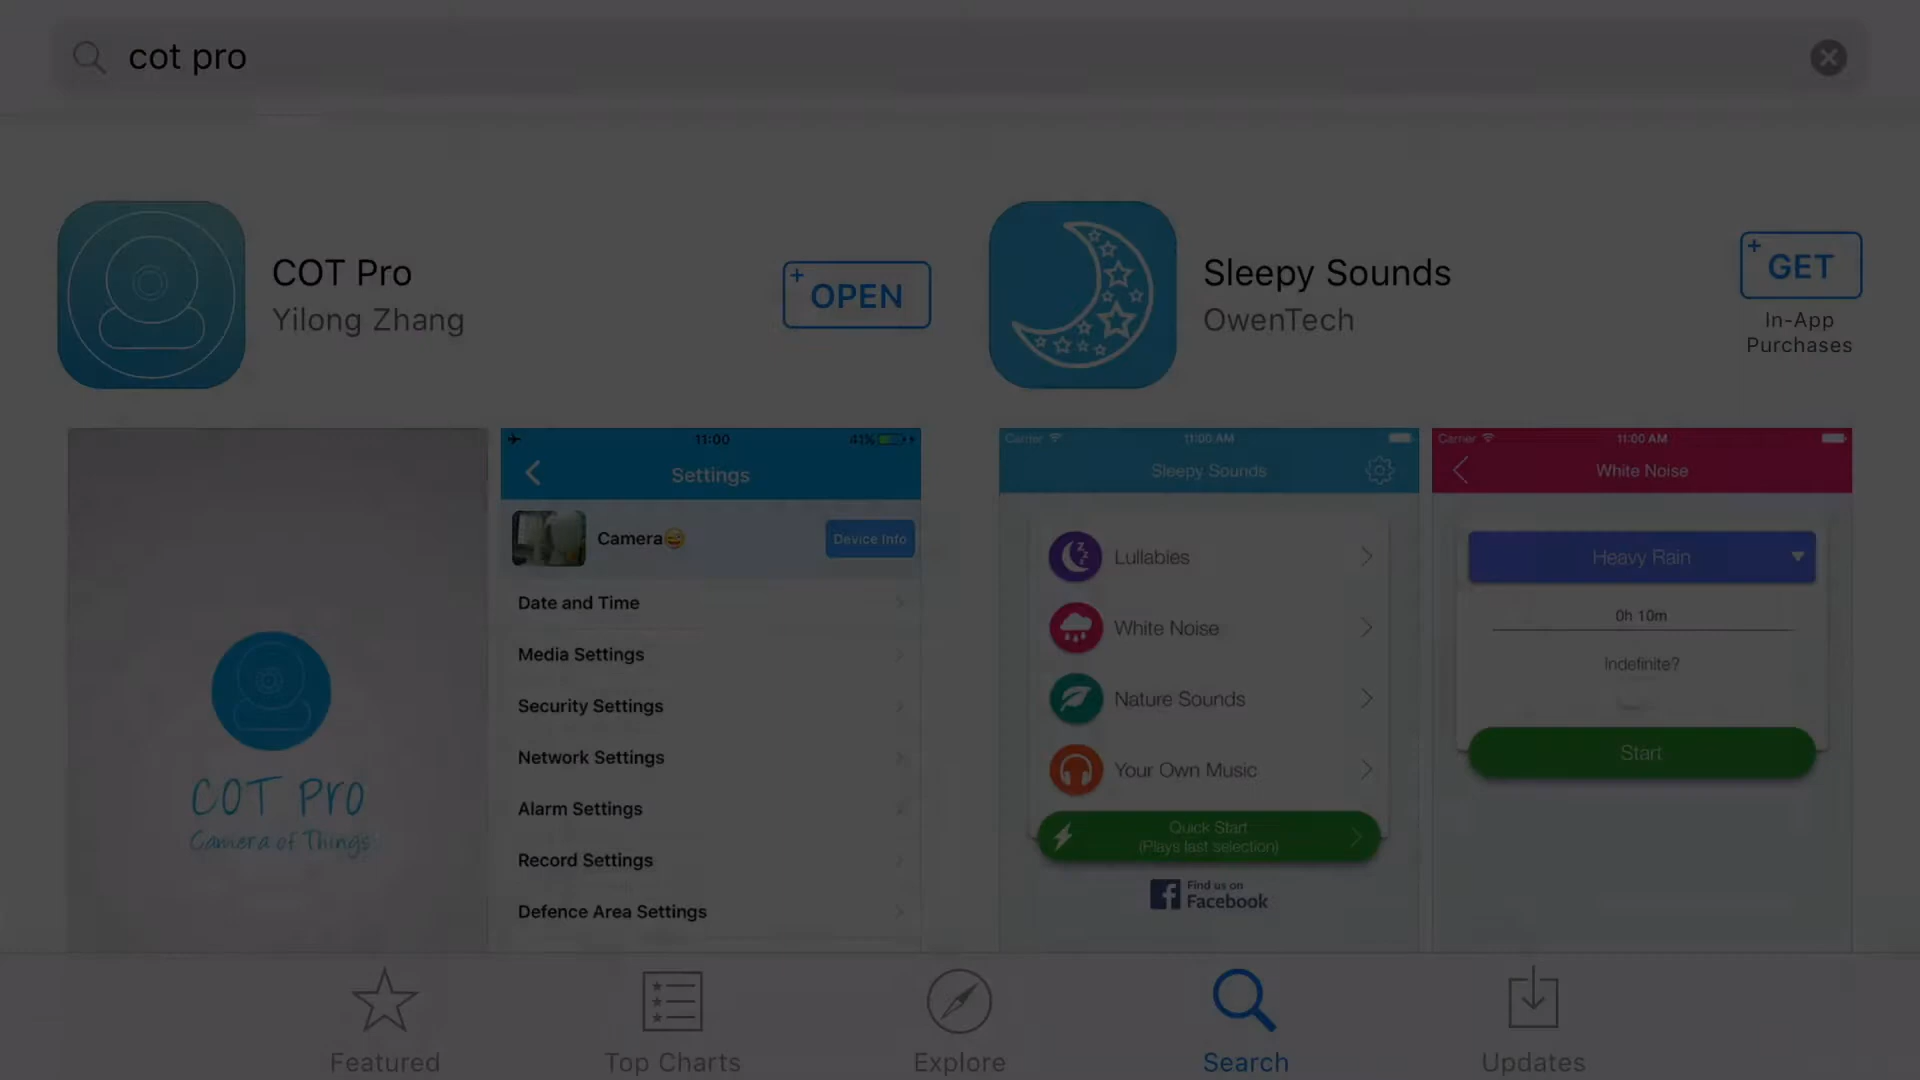 cot pro
COT Pro
Yilong Zhang
+ OPEN
Sleepy Sounds
OwenTech
+ GET
In-App
Purchases
COT Pro
Camera of Things
11:00
41%
Settings
Camera😄
Device Info
Date and Time
Media Settings
Security Settings
Network Settings
Alarm Settings
Record Settings
Defence Area Settings
Carrier
11:00 AM
Sleepy Sounds
Lullabies
White Noise
Nature Sounds
Your Own Music
Quick Start
(Plays last selection)
Find us on
Facebook
Carrier
11:00 AM
White Noise
Heavy Rain
0h 10m
Indefinite?
Start
Featured
Top Charts
Explore
Search
Updates